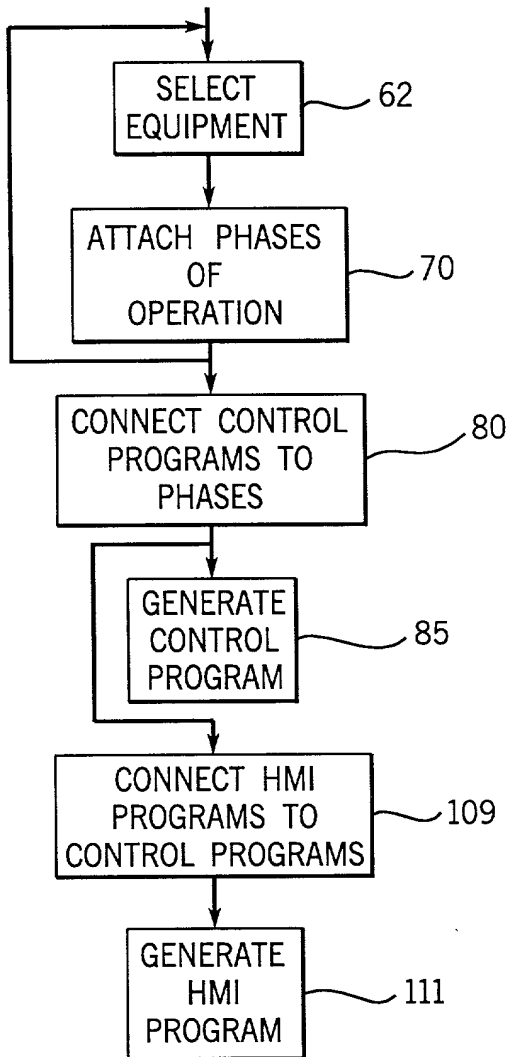 SELECT
EQUIPMENT
62
ATTACH PHASES
OF
OPERATION
70
CONNECT CONTROL
PROGRAMS TO
PHASES
80
GENERATE
CONTROL
PROGRAM
85
CONNECT HMI
PROGRAMS TO
CONTROL PROGRAMS
109
GENERATE
HMI
PROGRAM
111